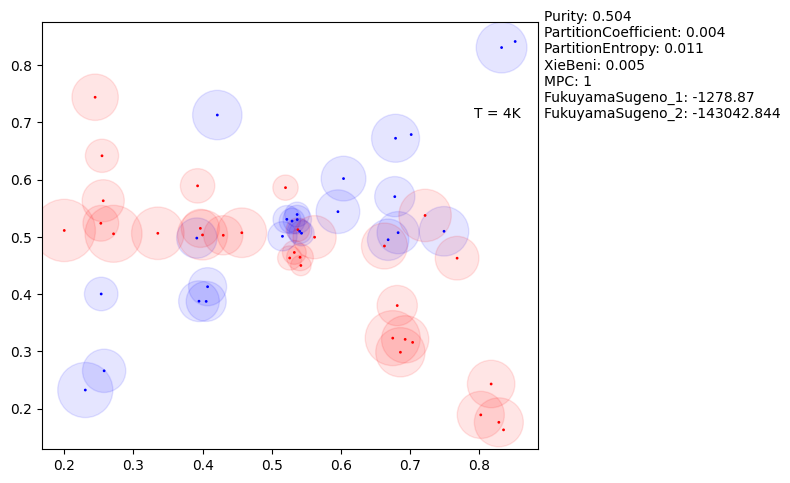 Purity: 0.504
PartitionCoefficient: 0.004
PartitionEntropy: 0.011
XieBeni: 0.005
MPC: 1
FukuyamaSugeno_1: -1278.87
FukuyamaSugeno_2: -143042.844
T = 4K
0.8
0.7
0.6
0.5
0.4
0.3
0.2
0.2 0.3 0.4 0.5 0.6 0.7 0.8